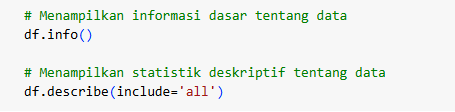 # Menampilkan informasi dasar tentang data
df.info()
# Menampilkan statistik deskriptif tentang data
df.describe(include='all')